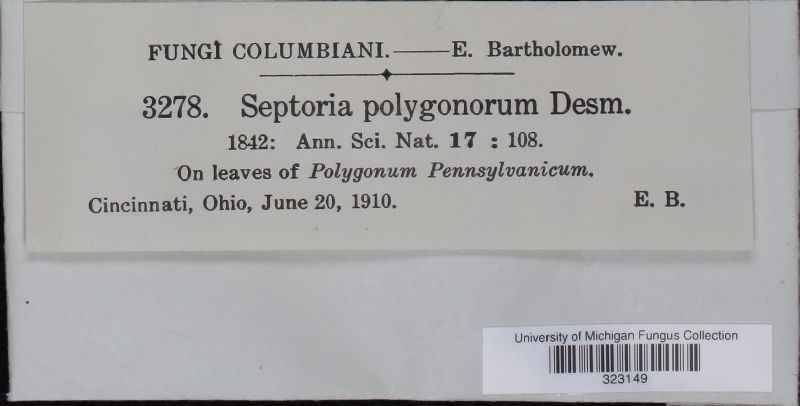 FUNGI COLUMBIANI.——E. Bartholomew.
3278. Septoria polygonorum Desm.
1842: Ann. Sci. Nat. 17 : 108.
On leaves of Polygonum Pennsylvanicum.
Cincinnati, Ohio, June 20, 1910. E. B.
University of Michigan Fungus Collection
323149